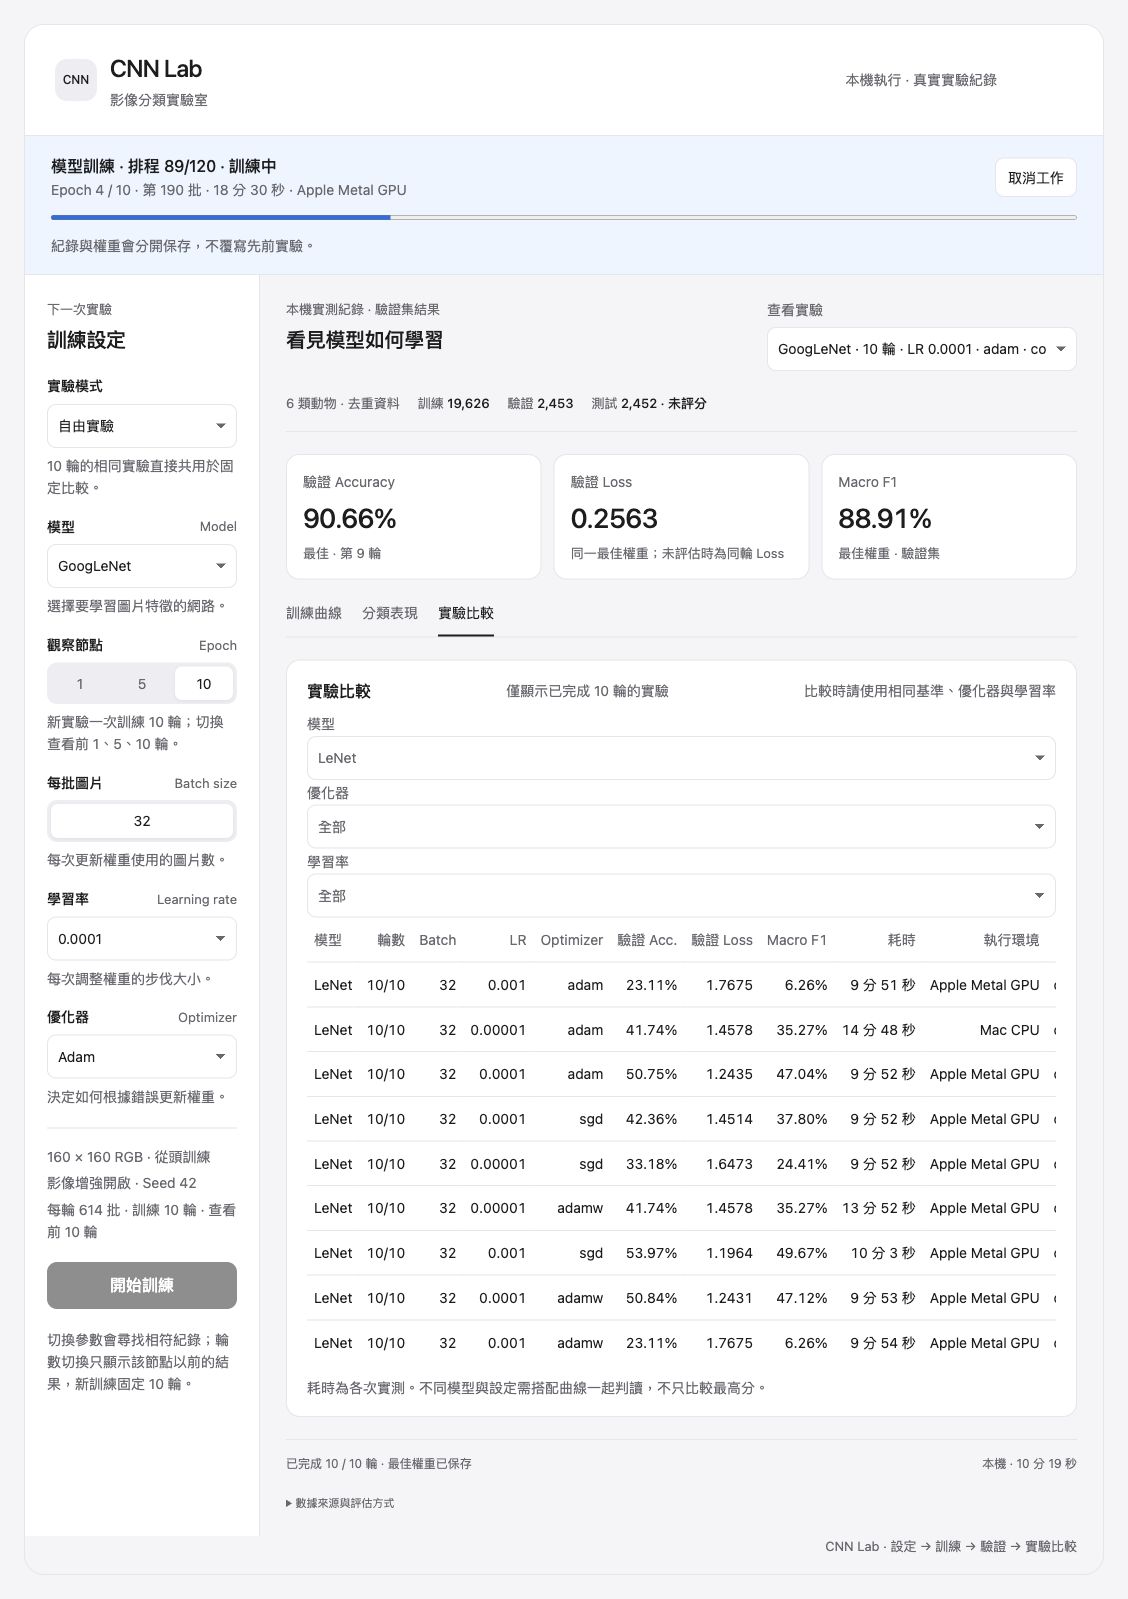 CNN
CNN Lab
影像分類實驗室
本機執行 · 真實實驗紀錄
模型訓練 · 排程 89/120 · 訓練中
Epoch 4 / 10 · 第 190 批 · 18 分 30 秒 · Apple Metal GPU
取消工作
紀錄與權重會分開保存，不覆寫先前實驗。
下一次實驗
訓練設定
實驗模式
自由實驗
10 輪的相同實驗直接共用於固
定比較。
模型 Model
GoogLeNet
選擇要學習圖片特徵的網路。
觀察節點 Epoch
1 5 10
新實驗一次訓練 10 輪；切換
查看前 1、5、10 輪。
每批圖片 Batch size
32
每次更新權重使用的圖片數。
學習率 Learning rate
0.0001
每次調整權重的步伐大小。
優化器 Optimizer
Adam
決定如何根據錯誤更新權重。
160 × 160 RGB · 從頭訓練
影像增強開啟 · Seed 42
每輪 614 批 · 訓練 10 輪 · 查看
前 10 輪
開始訓練
切換參數會尋找相符紀錄；輪
數切換只顯示該節點以前的結
果，新訓練固定 10 輪。
本機實測紀錄 · 驗證集結果
看見模型如何學習
查看實驗
GoogLeNet · 10 輪 · LR 0.0001 · adam · co
6 類動物 · 去重資料 訓練 19,626 驗證 2,453 測試 2,452 · 未評分
驗證 Accuracy
90.66%
最佳 · 第 9 輪
驗證 Loss
0.2563
同一最佳權重；未評估時為同輪 Loss
Macro F1
88.91%
最佳權重 · 驗證集
訓練曲線 分類表現 實驗比較
實驗比較 僅顯示已完成 10 輪的實驗 比較時請使用相同基準、優化器與學習率
模型
LeNet
優化器
全部
學習率
全部
模型 輪數 Batch LR Optimizer 驗證 Acc. 驗證 Loss Macro F1 耗時 執行環境
LeNet 10/10 32 0.001 adam 23.11% 1.7675 6.26% 9 分 51 秒 Apple Metal GPU
LeNet 10/10 32 0.00001 adam 41.74% 1.4578 35.27% 14 分 48 秒 Mac CPU
LeNet 10/10 32 0.0001 adam 50.75% 1.2435 47.04% 9 分 52 秒 Apple Metal GPU
LeNet 10/10 32 0.0001 sgd 42.36% 1.4514 37.80% 9 分 52 秒 Apple Metal GPU
LeNet 10/10 32 0.00001 sgd 33.18% 1.6473 24.41% 9 分 52 秒 Apple Metal GPU
LeNet 10/10 32 0.00001 adamw 41.74% 1.4578 35.27% 13 分 52 秒 Apple Metal GPU
LeNet 10/10 32 0.001 sgd 53.97% 1.1964 49.67% 10 分 3 秒 Apple Metal GPU
LeNet 10/10 32 0.0001 adamw 50.84% 1.2431 47.12% 9 分 53 秒 Apple Metal GPU
LeNet 10/10 32 0.001 adamw 23.11% 1.7675 6.26% 9 分 54 秒 Apple Metal GPU
耗時為各次實測。不同模型與設定需搭配曲線一起判讀，不只比較最高分。
已完成 10 / 10 輪 · 最佳權重已保存 本機 · 10 分 19 秒
數據來源與評估方式
CNN Lab · 設定 → 訓練 → 驗證 → 實驗比較